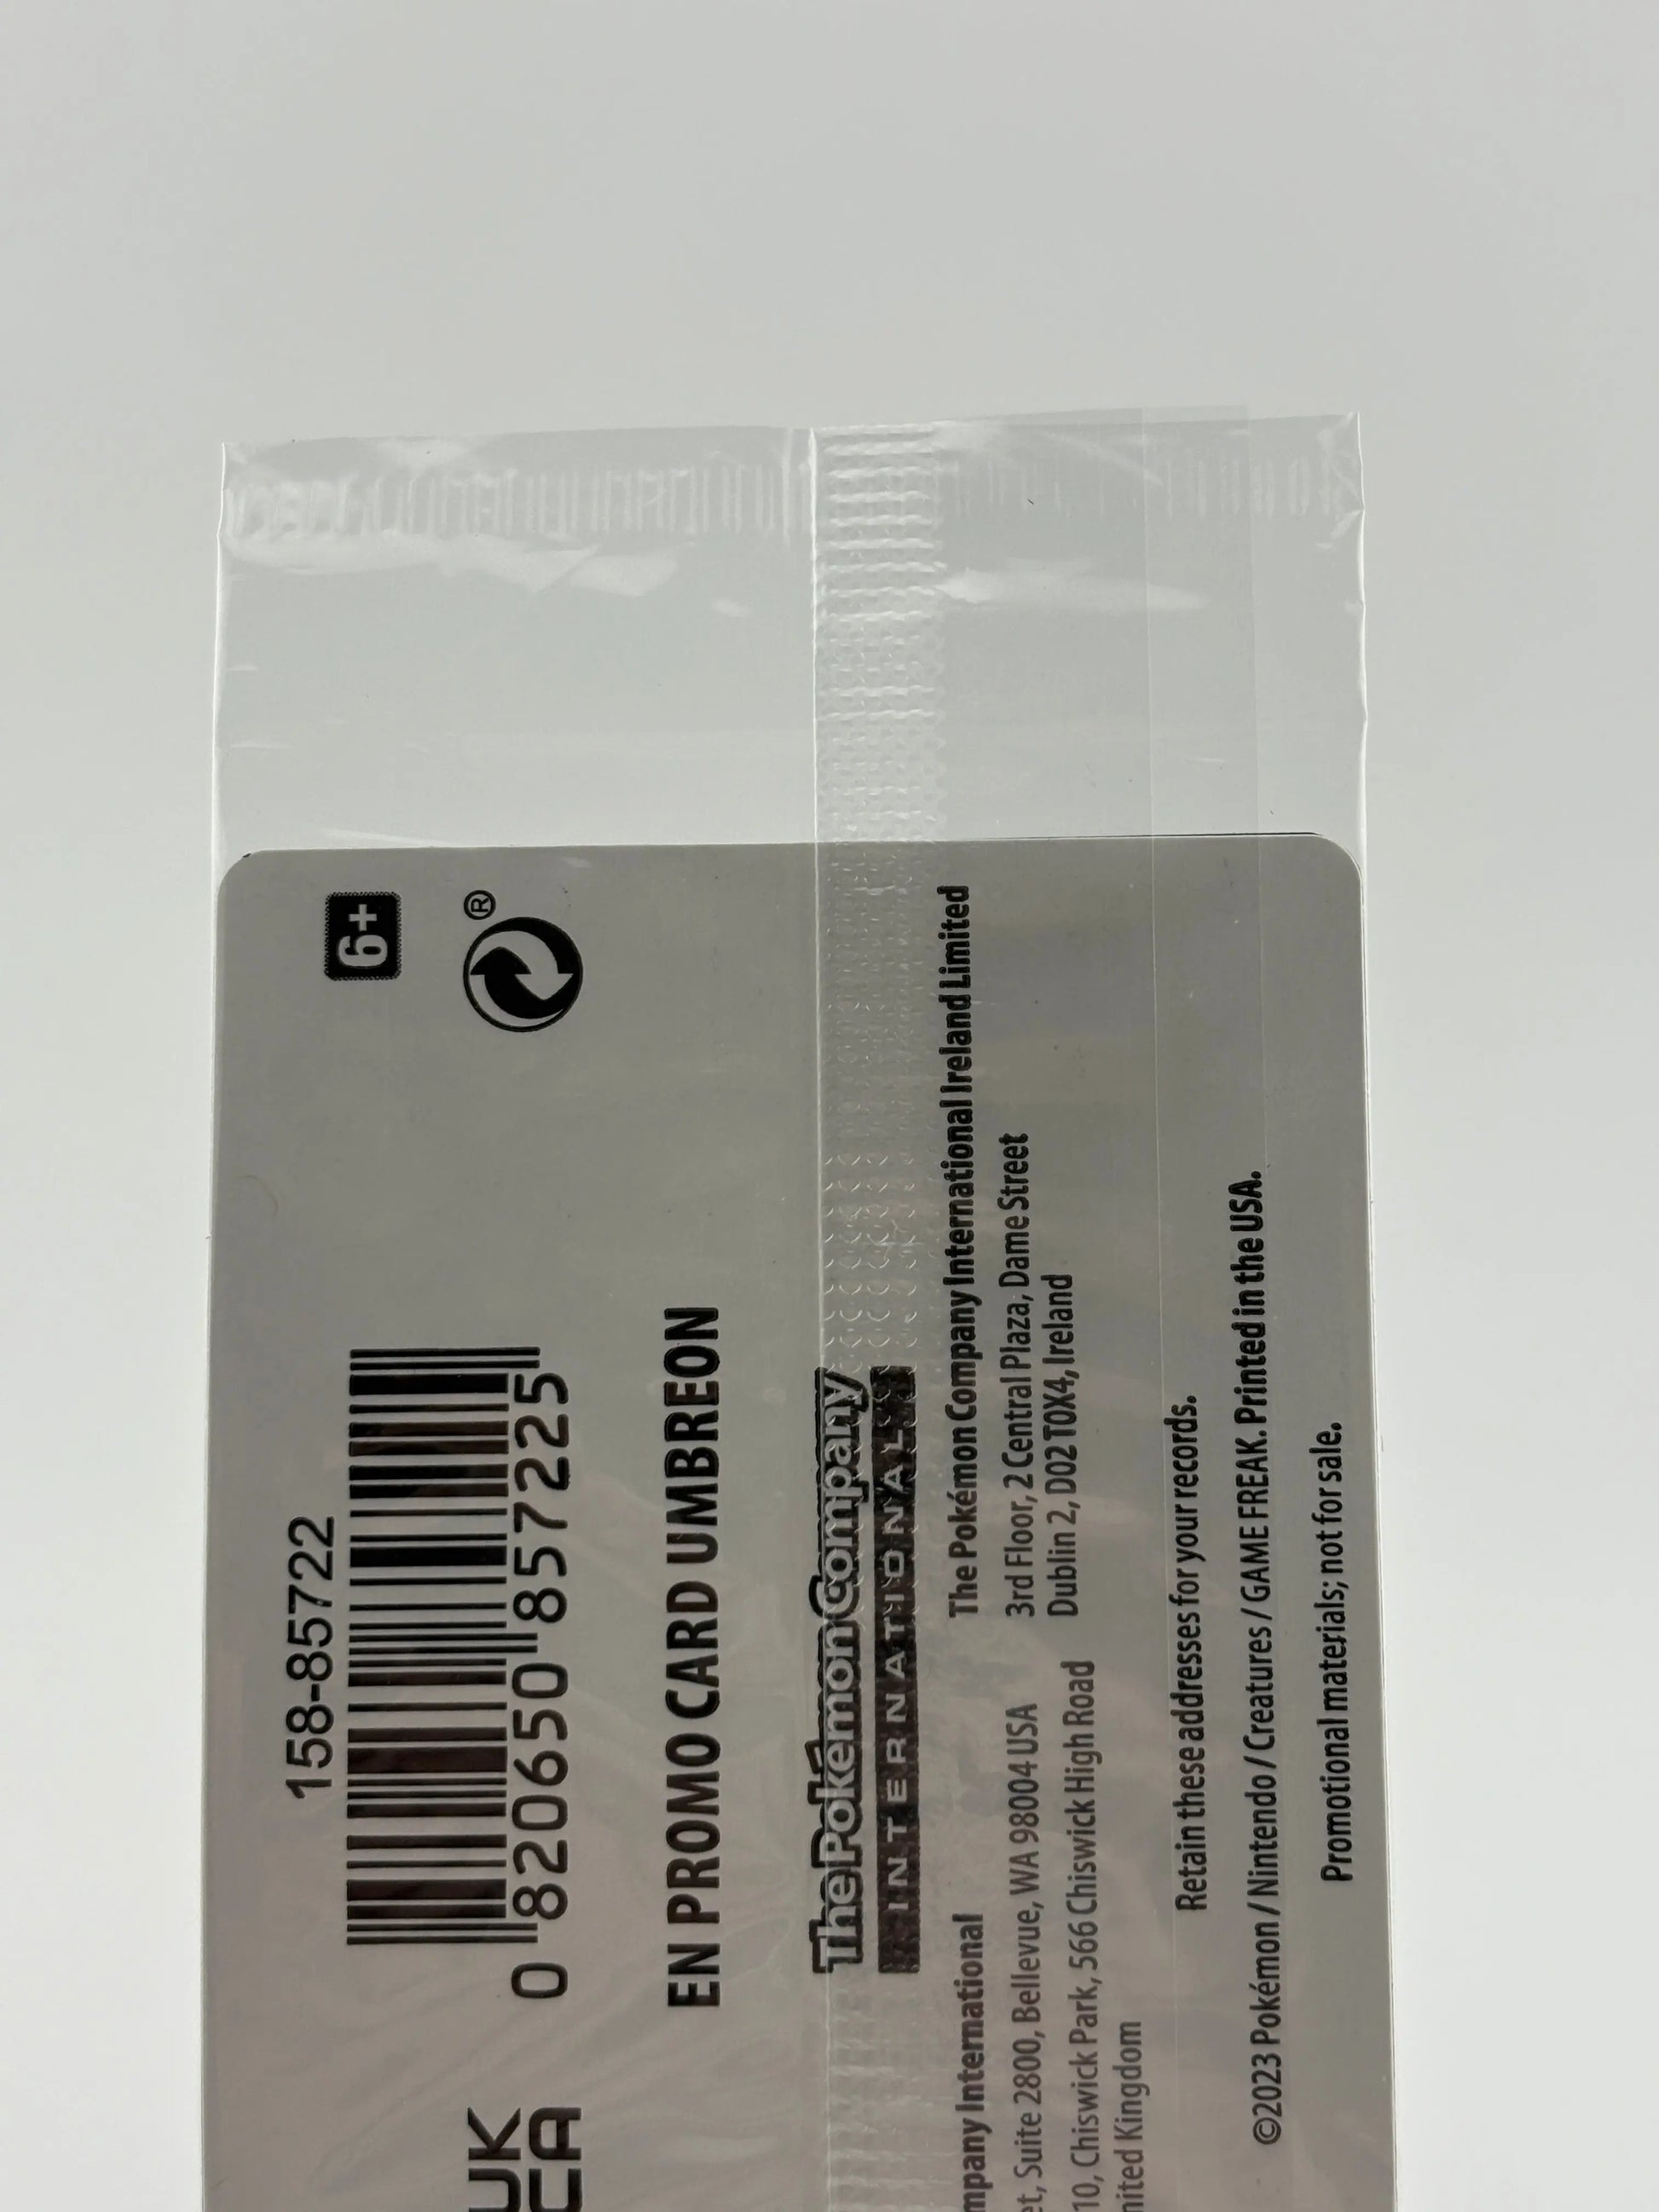 6+
®
158-85722
0 820650 857225
UK
CA
EN PROMO CARD UMBREON
The Pokémon Company
INTERNATIONAL®
International
Suite 2800, Bellevue, WA 98004 USA
10, Chiswick Park, 566 Chiswick High Road
Kingdom
The Pokémon Company International Ireland Limited
3rd Floor, 2 Central Plaza, Dame Street
Dublin 2, D02 T0X4, Ireland
Retain these addresses for your records.
©2023 Pokémon / Nintendo / Creatures / GAME FREAK. Printed in the USA.
Promotional materials; not for sale.